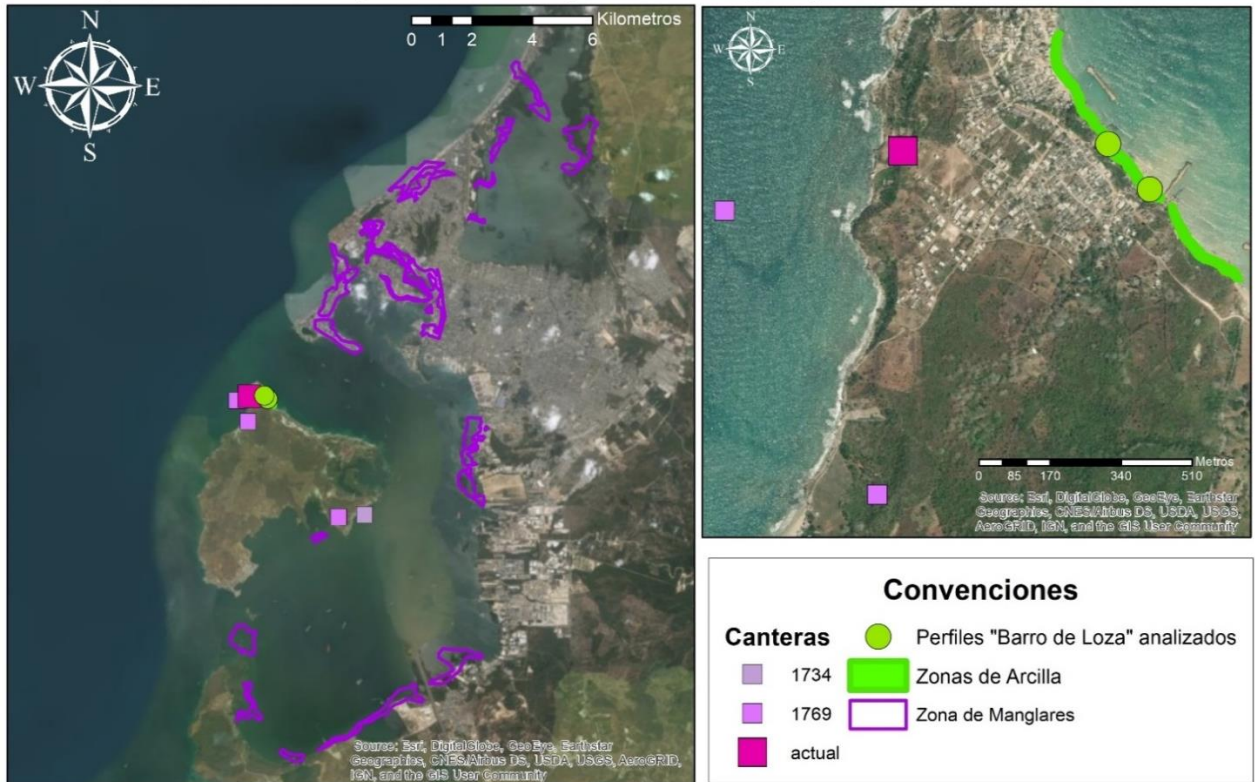 N
W E
S
Kilometros
0 1 2 4 6
Source: Esri, DigitalGlobe, GeoEye, Earthstar
Geographics, CNES/Airbus DS, USDA, USGS, AeroGRID,
IGN, and the GIS User Community
N
W E
S
Metros
0 85 170 340 510
Source: Esri, DigitalGlobe, GeoEye, Earthstar
Geographics, CNES/Airbus DS, USDA, USGS,
AeroGRID, IGN, and the GIS User Community
Convenciones
Canteras
1734
1769
actual
Perfiles "Barro de Loza" analizados
Zonas de Arcilla
Zona de Manglares